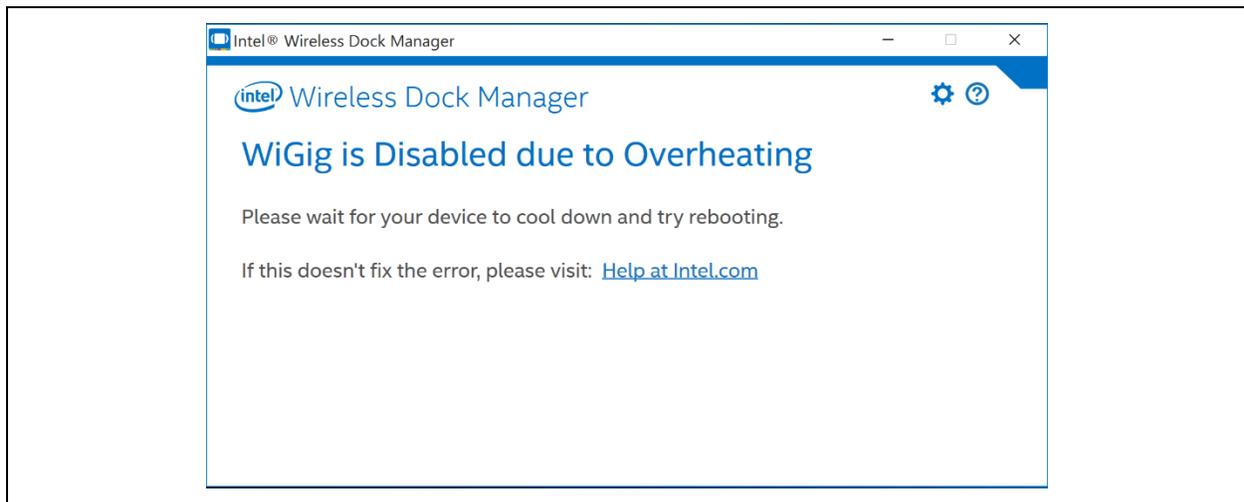 Intel® Wireless Dock Manager
intel Wireless Dock Manager
WiGig is Disabled due to Overheating
Please wait for your device to cool down and try rebooting.
If this doesn't fix the error, please visit: Help at Intel.com